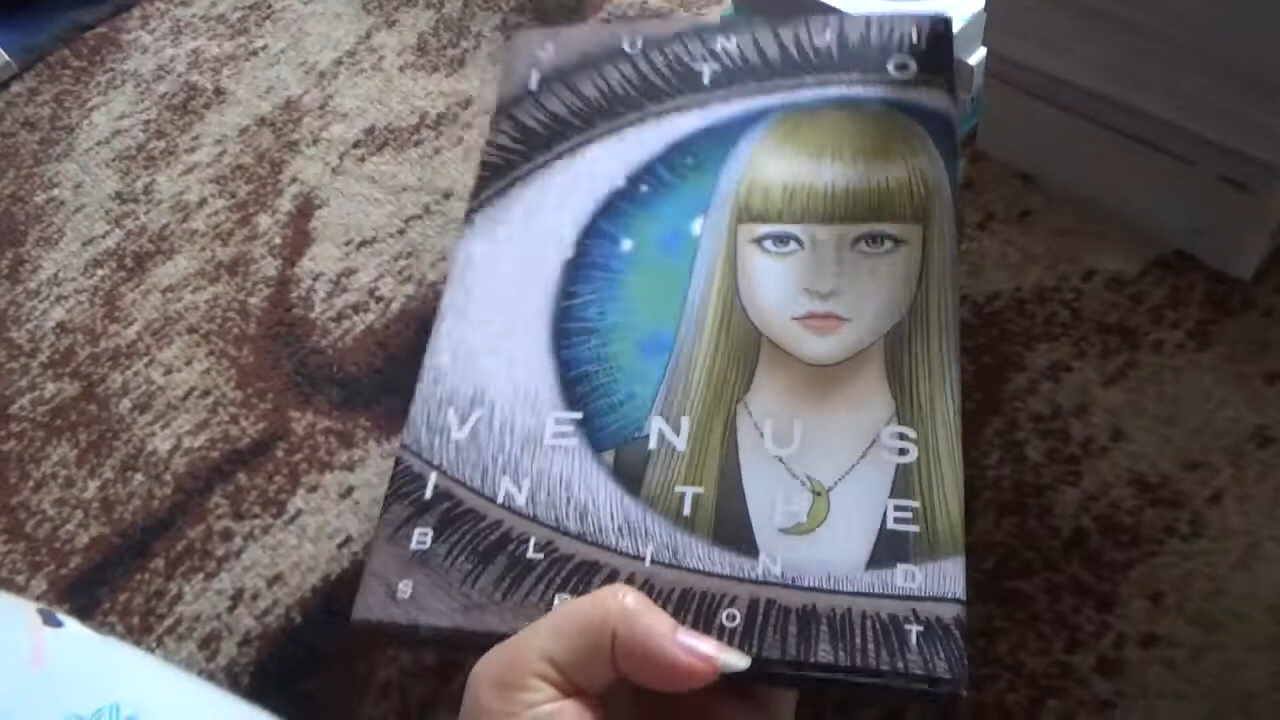 JUNJI
ITO
VENUS
IN THE
BLIND
SPOT